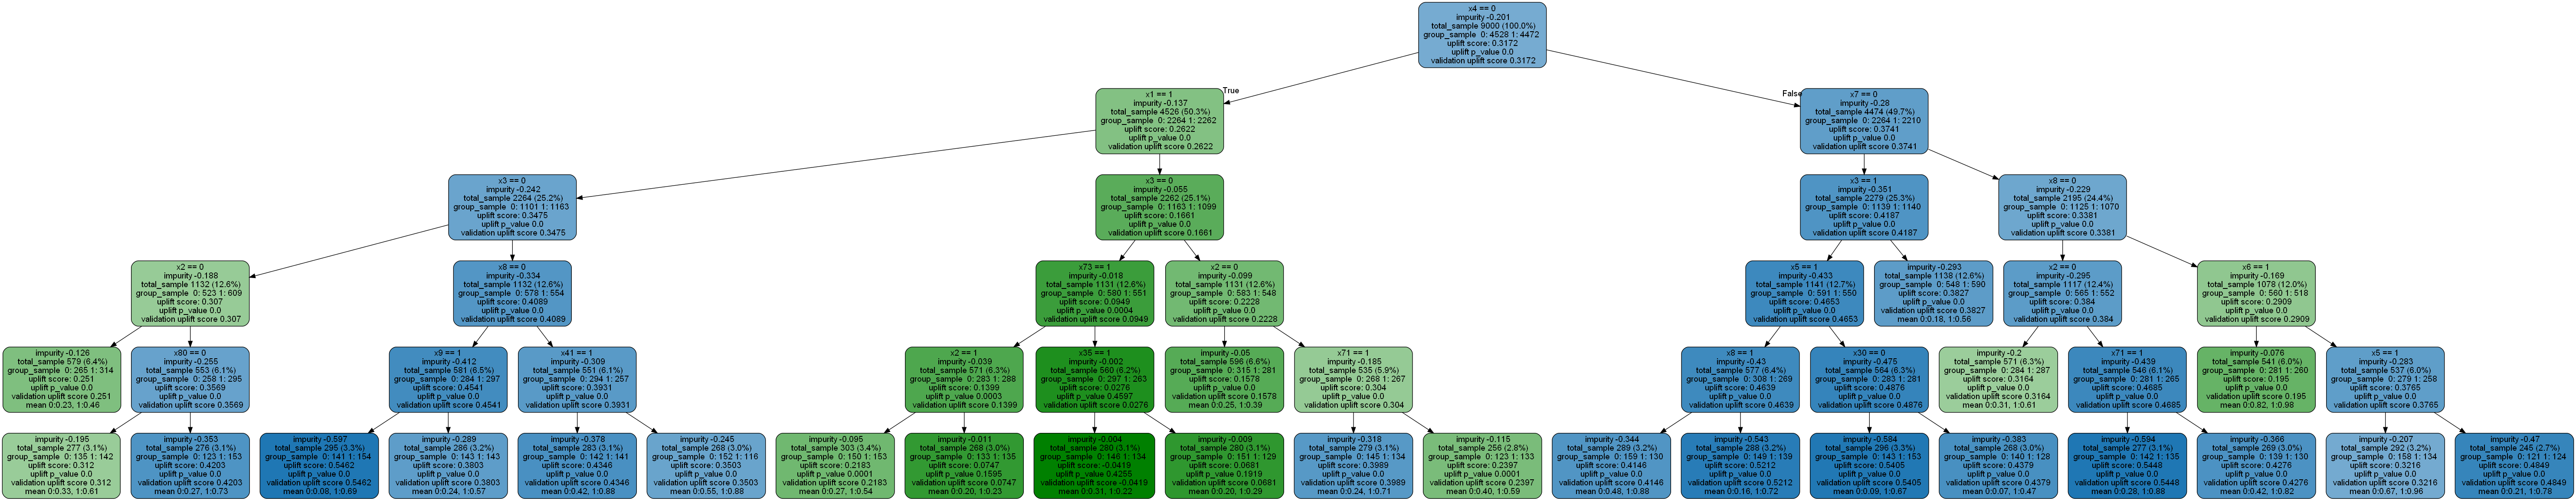 x4 == 0
impurity -0.201
total_sample 9000 (100.0%)
group_sample 0: 4528 1: 4472
uplift score: 0.3172
uplift p_value 0.0
validation uplift score 0.3172
True
False
x1 == 1
impurity -0.137
total_sample 4526 (50.3%)
group_sample 0: 2264 1: 2262
uplift score: 0.2622
uplift p_value 0.0
validation uplift score 0.2622
x7 == 0
impurity -0.28
total_sample 4474 (49.7%)
group_sample 0: 2264 1: 2210
uplift score: 0.3741
uplift p_value 0.0
validation uplift score 0.3741
x3 == 0
impurity -0.242
total_sample 2264 (25.2%)
group_sample 0: 1101 1: 1163
uplift score: 0.3475
uplift p_value 0.0
validation uplift score 0.3475
x3 == 0
impurity -0.055
total_sample 2262 (25.1%)
group_sample 0: 1163 1: 1099
uplift score: 0.1661
uplift p_value 0.0
validation uplift score 0.1661
x3 == 1
impurity -0.351
total_sample 2279 (25.3%)
group_sample 0: 1139 1: 1140
uplift score: 0.4187
uplift p_value 0.0
validation uplift score 0.4187
x8 == 0
impurity -0.229
total_sample 2195 (24.4%)
group_sample 0: 1125 1: 1070
uplift score: 0.3381
uplift p_value 0.0
validation uplift score 0.3381
x2 == 0
impurity -0.188
total_sample 1132 (12.6%)
group_sample 0: 523 1: 609
uplift score: 0.307
uplift p_value 0.0
validation uplift score 0.307
x8 == 0
impurity -0.334
total_sample 1132 (12.6%)
group_sample 0: 578 1: 554
uplift score: 0.4089
uplift p_value 0.0
validation uplift score 0.4089
x73 == 1
impurity -0.018
total_sample 1131 (12.6%)
group_sample 0: 580 1: 551
uplift score: 0.0949
uplift p_value 0.0004
validation uplift score 0.0949
x2 == 0
impurity -0.099
total_sample 1131 (12.6%)
group_sample 0: 583 1: 548
uplift score: 0.2228
uplift p_value 0.0
validation uplift score 0.2228
x5 == 1
impurity -0.433
total_sample 1141 (12.7%)
group_sample 0: 591 1: 550
uplift score: 0.4653
uplift p_value 0.0
validation uplift score 0.4653
impurity -0.293
total_sample 1138 (12.6%)
group_sample 0: 548 1: 590
uplift score: 0.3827
uplift p_value 0.0
validation uplift score 0.3827
mean 0:0.18, 1:0.56
x2 == 0
impurity -0.295
total_sample 1117 (12.4%)
group_sample 0: 565 1: 552
uplift score: 0.384
uplift p_value 0.0
validation uplift score 0.384
x6 == 1
impurity -0.169
total_sample 1078 (12.0%)
group_sample 0: 560 1: 518
uplift score: 0.2909
uplift p_value 0.0
validation uplift score 0.2909
impurity -0.126
total_sample 579 (6.4%)
group_sample 0: 265 1: 314
uplift score: 0.251
uplift p_value 0.0
validation uplift score 0.251
mean 0:0.23, 1:0.46
x80 == 0
impurity -0.255
total_sample 553 (6.1%)
group_sample 0: 258 1: 295
uplift score: 0.3569
uplift p_value 0.0
validation uplift score 0.3569
x9 == 1
impurity -0.412
total_sample 581 (6.5%)
group_sample 0: 284 1: 297
uplift score: 0.4541
uplift p_value 0.0
validation uplift score 0.4541
x41 == 1
impurity -0.309
total_sample 551 (6.1%)
group_sample 0: 294 1: 257
uplift score: 0.3931
uplift p_value 0.0
validation uplift score 0.3931
x2 == 1
impurity -0.039
total_sample 571 (6.3%)
group_sample 0: 283 1: 288
uplift score: 0.1399
uplift p_value 0.0003
validation uplift score 0.1399
x35 == 1
impurity -0.002
total_sample 560 (6.2%)
group_sample 0: 297 1: 263
uplift score: 0.0276
uplift p_value 0.4597
validation uplift score 0.0276
impurity -0.05
total_sample 596 (6.6%)
group_sample 0: 315 1: 281
uplift score: 0.1578
uplift p_value 0.0
validation uplift score 0.1578
mean 0:0.25, 1:0.39
x71 == 1
impurity -0.185
total_sample 535 (5.9%)
group_sample 0: 268 1: 267
uplift score: 0.304
uplift p_value 0.0
validation uplift score 0.304
x8 == 1
impurity -0.43
total_sample 577 (6.4%)
group_sample 0: 308 1: 269
uplift score: 0.4639
uplift p_value 0.0
validation uplift score 0.4639
x30 == 0
impurity -0.475
total_sample 564 (6.3%)
group_sample 0: 283 1: 281
uplift score: 0.4876
uplift p_value 0.0
validation uplift score 0.4876
impurity -0.2
total_sample 571 (6.3%)
group_sample 0: 284 1: 287
uplift score: 0.3164
uplift p_value 0.0
validation uplift score 0.3164
mean 0:0.31, 1:0.61
x71 == 1
impurity -0.439
total_sample 546 (6.1%)
group_sample 0: 281 1: 265
uplift score: 0.4685
uplift p_value 0.0
validation uplift score 0.4685
impurity -0.076
total_sample 541 (6.0%)
group_sample 0: 281 1: 260
uplift score: 0.195
uplift p_value 0.0
validation uplift score 0.195
mean 0:0.82, 1:0.98
x5 == 1
impurity -0.283
total_sample 537 (6.0%)
group_sample 0: 279 1: 258
uplift score: 0.3765
uplift p_value 0.0
validation uplift score 0.3765
impurity -0.195
total_sample 277 (3.1%)
group_sample 0: 135 1: 142
uplift score: 0.312
uplift p_value 0.0
validation uplift score 0.312
mean 0:0.33, 1:0.61
impurity -0.353
total_sample 276 (3.1%)
group_sample 0: 123 1: 153
uplift score: 0.4203
uplift p_value 0.0
validation uplift score 0.4203
mean 0:0.27, 1:0.73
impurity -0.597
total_sample 295 (3.3%)
group_sample 0: 141 1: 154
uplift score: 0.5462
uplift p_value 0.0
validation uplift score 0.5462
mean 0:0.08, 1:0.69
impurity -0.289
total_sample 286 (3.2%)
group_sample 0: 143 1: 143
uplift score: 0.3803
uplift p_value 0.0
validation uplift score 0.3803
mean 0:0.24, 1:0.57
impurity -0.378
total_sample 283 (3.1%)
group_sample 0: 142 1: 141
uplift score: 0.4346
uplift p_value 0.0
validation uplift score 0.4346
mean 0:0.42, 1:0.88
impurity -0.245
total_sample 268 (3.0%)
group_sample 0: 152 1: 116
uplift score: 0.3503
uplift p_value 0.0
validation uplift score 0.3503
mean 0:0.55, 1:0.88
impurity -0.095
total_sample 303 (3.4%)
group_sample 0: 150 1: 153
uplift score: 0.2183
uplift p_value 0.0001
validation uplift score 0.2183
mean 0:0.27, 1:0.54
impurity -0.011
total_sample 268 (3.0%)
group_sample 0: 133 1: 135
uplift score: 0.0747
uplift p_value 0.1595
validation uplift score 0.0747
mean 0:0.20, 1:0.23
impurity -0.004
total_sample 280 (3.1%)
group_sample 0: 146 1: 134
uplift score: -0.0419
uplift p_value 0.4255
validation uplift score -0.0419
mean 0:0.31, 1:0.22
impurity -0.009
total_sample 280 (3.1%)
group_sample 0: 151 1: 129
uplift score: 0.0681
uplift p_value 0.1919
validation uplift score 0.0681
mean 0:0.20, 1:0.29
impurity -0.318
total_sample 279 (3.1%)
group_sample 0: 145 1: 134
uplift score: 0.3989
uplift p_value 0.0
validation uplift score 0.3989
mean 0:0.24, 1:0.71
impurity -0.115
total_sample 256 (2.8%)
group_sample 0: 123 1: 133
uplift score: 0.2397
uplift p_value 0.0001
validation uplift score 0.2397
mean 0:0.40, 1:0.59
impurity -0.344
total_sample 289 (3.2%)
group_sample 0: 159 1: 130
uplift score: 0.4146
uplift p_value 0.0
validation uplift score 0.4146
mean 0:0.48, 1:0.88
impurity -0.543
total_sample 288 (3.2%)
group_sample 0: 149 1: 139
uplift score: 0.5212
uplift p_value 0.0
validation uplift score 0.5212
mean 0:0.16, 1:0.72
impurity -0.584
total_sample 296 (3.3%)
group_sample 0: 143 1: 153
uplift score: 0.5405
uplift p_value 0.0
validation uplift score 0.5405
mean 0:0.09, 1:0.67
impurity -0.383
total_sample 268 (3.0%)
group_sample 0: 140 1: 128
uplift score: 0.4379
uplift p_value 0.0
validation uplift score 0.4379
mean 0:0.07, 1:0.47
impurity -0.594
total_sample 277 (3.1%)
group_sample 0: 142 1: 135
uplift score: 0.5448
uplift p_value 0.0
validation uplift score 0.5448
mean 0:0.28, 1:0.88
impurity -0.366
total_sample 269 (3.0%)
group_sample 0: 139 1: 130
uplift score: 0.4276
uplift p_value 0.0
validation uplift score 0.4276
mean 0:0.42, 1:0.82
impurity -0.207
total_sample 292 (3.2%)
group_sample 0: 158 1: 134
uplift score: 0.3216
uplift p_value 0.0
validation uplift score 0.3216
mean 0:0.67, 1:0.96
impurity -0.47
total_sample 245 (2.7%)
group_sample 0: 121 1: 124
uplift score: 0.4849
uplift p_value 0.0
validation uplift score 0.4849
mean 0:0.21, 1:0.78